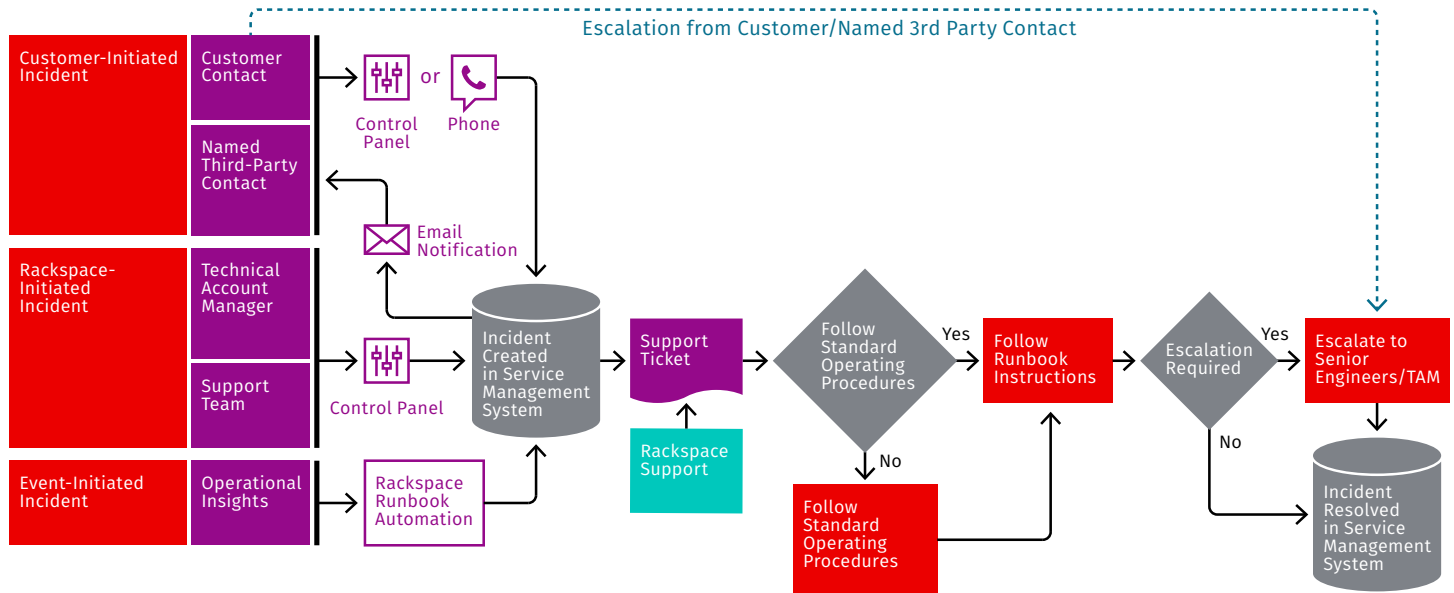 Escalation from Customer/Named 3rd Party Contact
Customer-Initiated
Incident
Customer
Contact
or
Control
Panel
Phone
Named
Third-Party
Contact
Email
Notification
Rackspace-
Initiated
Incident
Technical
Account
Manager
Support
Team
Control Panel
Incident
Created
in Service
Management
System
Event-Initiated
Incident
Operational
Insights
Rackspace
Runbook
Automation
Support
Ticket
Rackspace
Support
Follow
Standard
Operating
Procedures
Yes
No
Follow
Standard
Operating
Procedures
Follow
Runbook
Instructions
Escalation
Required
Yes
No
Escalate to
Senior
Engineers/TAM
Incident
Resolved
in Service
Management
System